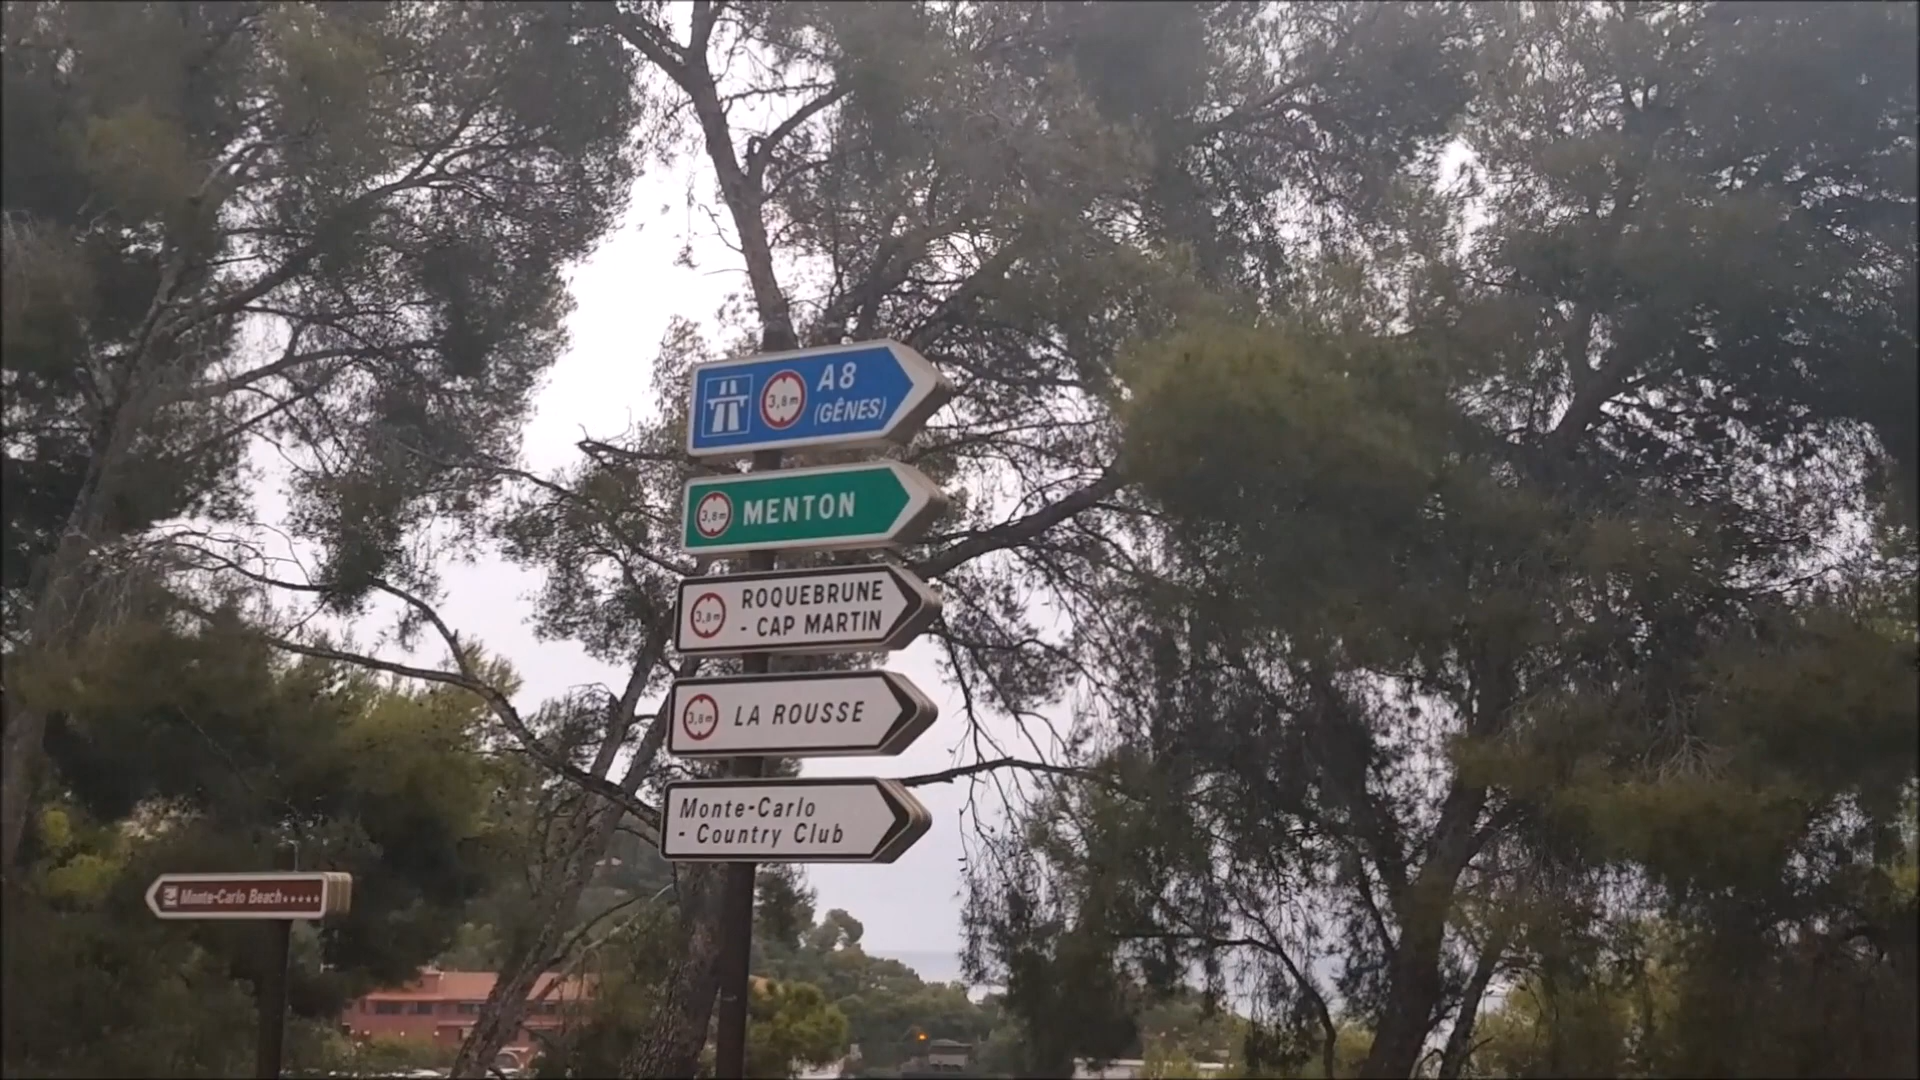 A8
(GÊNES)
3,8m
3,8m MENTON
3,8m
ROQUEBRUNE
- CAP MARTIN
3,8m LA ROUSSE
Monte-Carlo
- Country Club
Monte-Carlo Beach*****